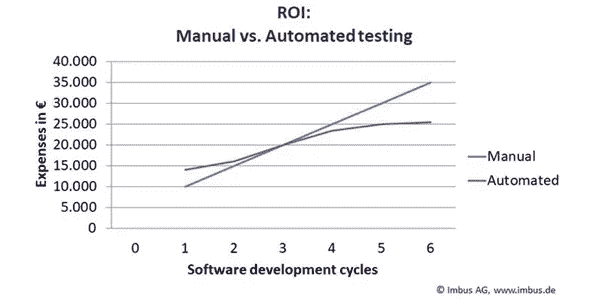 ROI:
Manual vs. Automated testing
40.000
35.000
30.000
25.000
20.000
15.000
10.000
5.000
0
Expenses in €
0 1 2 3 4 5 6
Software development cycles
Manual
Automated
© Imbus AG, www.imbus.de